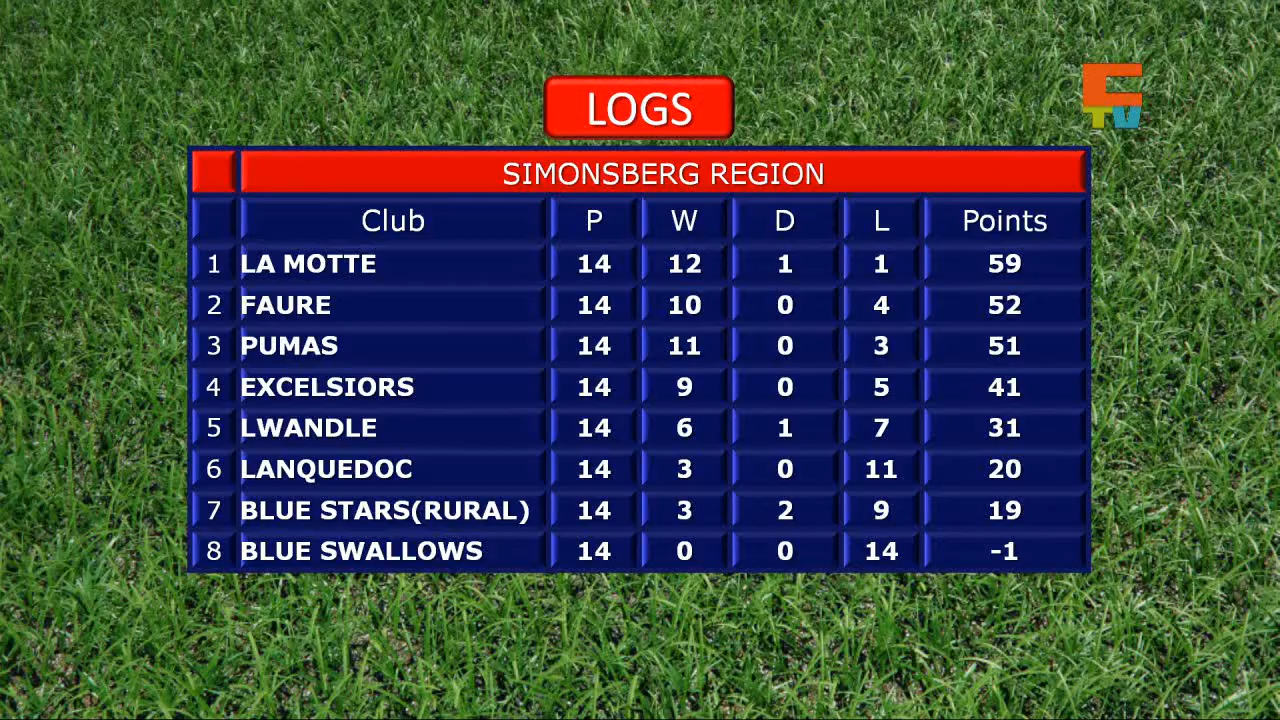 LOGS
CTV
SIMONSBERG REGION
Club P W D L Points
1 LA MOTTE 14 12 1 1 59
2 FAURE 14 10 0 4 52
3 PUMAS 14 11 0 3 51
4 EXCELSIORS 14 9 0 5 41
5 LWANDLE 14 6 1 7 31
6 LANQUEDOC 14 3 0 11 20
7 BLUE STARS(RURAL) 14 3 2 9 19
8 BLUE SWALLOWS 14 0 0 14 -1